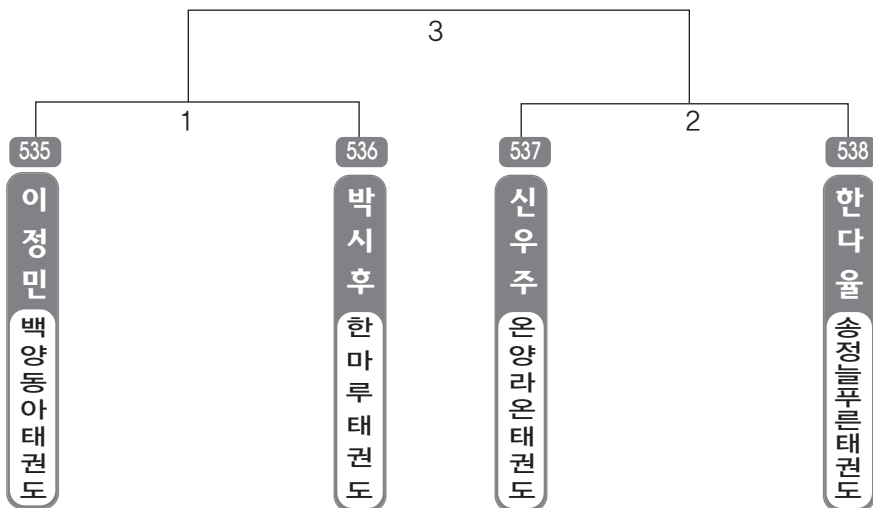 3
1
2
535
536
537
538
이정민
박시후
신우주
한다율
백양동아태권도
한마루태권도
온양라온태권도
송정늘푸른태권도